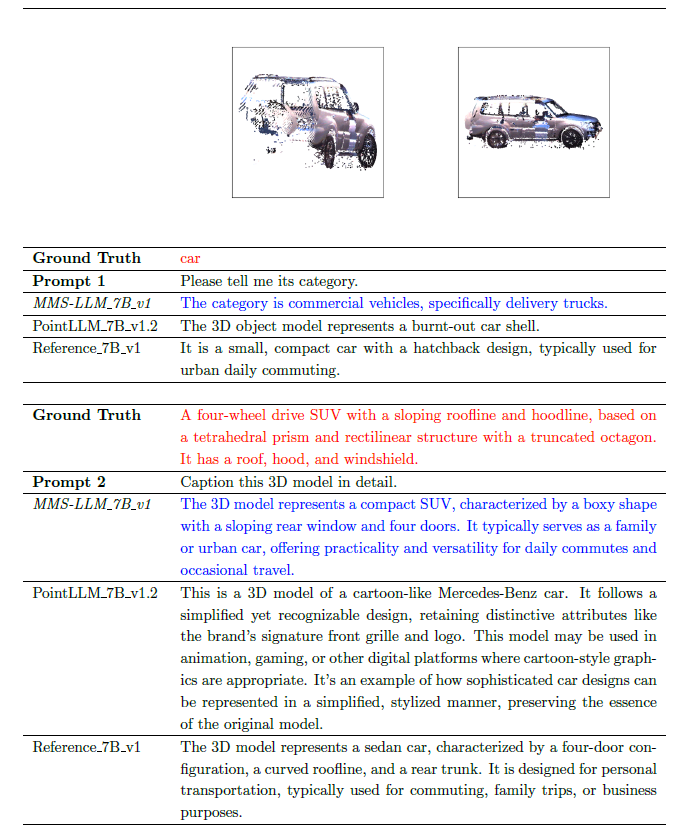 Ground Truth car
Prompt 1 Please tell me its category.
MMS-LLM_7B_v1 The category is commercial vehicles, specifically delivery trucks.
PointLLM_7B_v1.2 The 3D object model represents a burnt-out car shell.
Reference_7B_v1 It is a small, compact car with a hatchback design, typically used for
urban daily commuting.
Ground Truth A four-wheel drive SUV with a sloping roofline and hoodline, based on
a tetrahedral prism and rectilinear structure with a truncated octagon.
It has a roof, hood, and windshield.
Prompt 2 Caption this 3D model in detail.
MMS-LLM_7B_v1 The 3D model represents a compact SUV, characterized by a boxy shape
with a sloping rear window and four doors. It typically serves as a family
or urban car, offering practicality and versatility for daily commutes and
occasional travel.
PointLLM_7B_v1.2 This is a 3D model of a cartoon-like Mercedes-Benz car. It follows a
simplified yet recognizable design, retaining distinctive attributes like
the brand's signature front grille and logo. This model may be used in
animation, gaming, or other digital platforms where cartoon-style graph-
ics are appropriate. It's an example of how sophisticated car designs can
be represented in a simplified, stylized manner, preserving the essence
of the original model.
Reference_7B_v1 The 3D model represents a sedan car, characterized by a four-door con-
figuration, a curved roofline, and a rear trunk. It is designed for personal
transportation, typically used for commuting, family trips, or business
purposes.